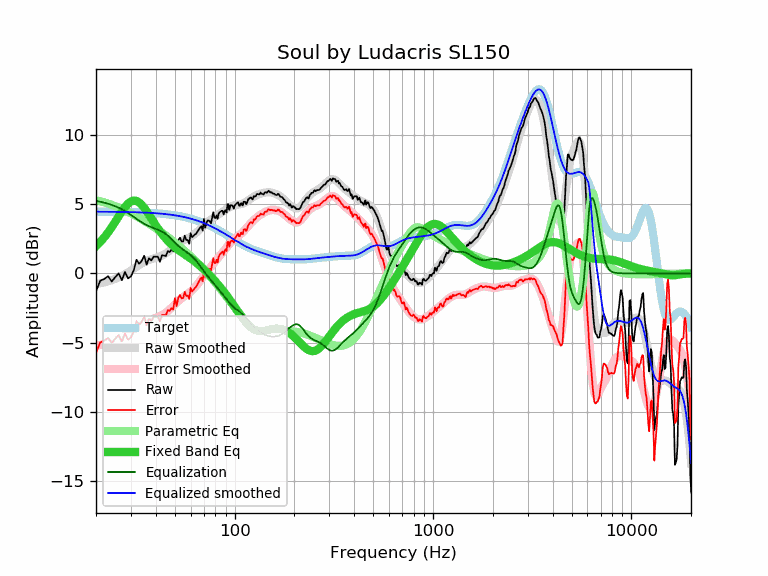 Soul by Ludacris SL150
Amplitude (dBr)
10
5
0
−5
−10
−15
Target
Raw Smoothed
Error Smoothed
Raw
Error
Parametric Eq
Fixed Band Eq
Equalization
Equalized smoothed
100
1000
10000
Frequency (Hz)